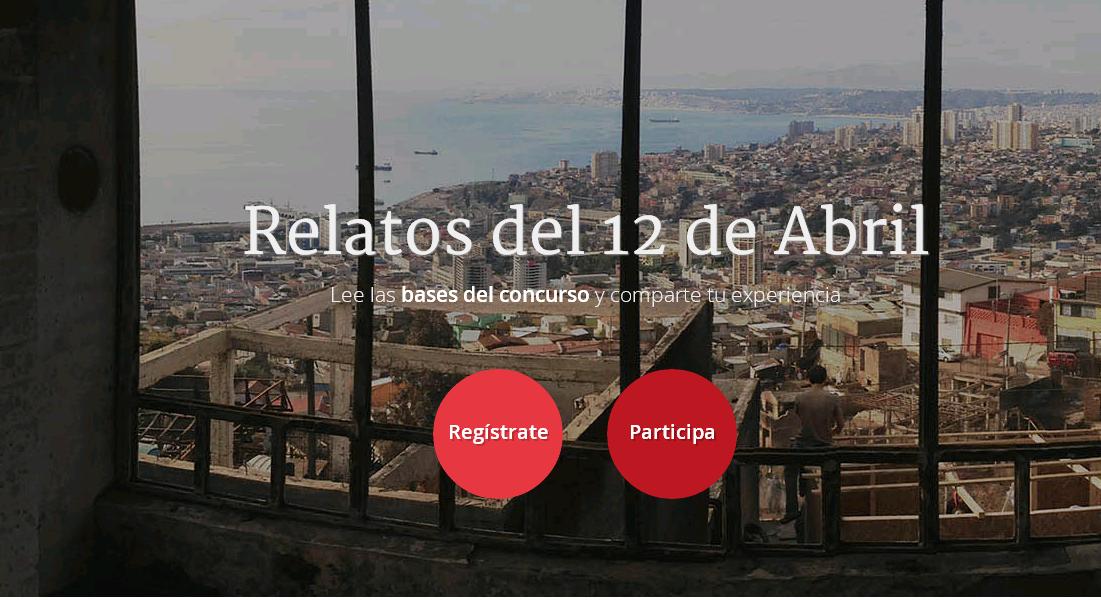 Relatos del 12 de Abril
Lee las bases del concurso y comparte tu experiencia
Regístrate
Participa